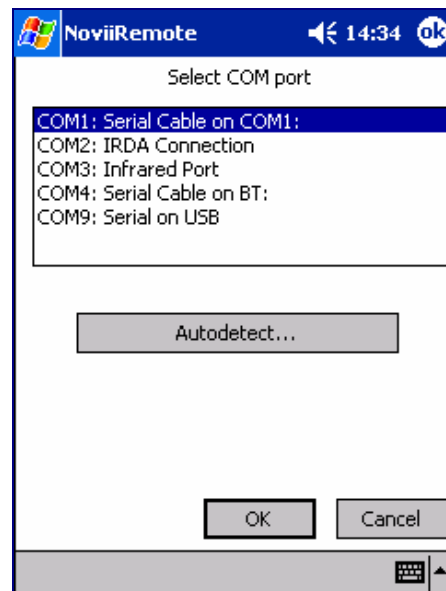 NoviiRemote 14:34 ok
Select COM port
COM1: Serial Cable on COM1:
COM2: IRDA Connection
COM3: Infrared Port
COM4: Serial Cable on BT:
COM9: Serial on USB
Autodetect...
OK Cancel